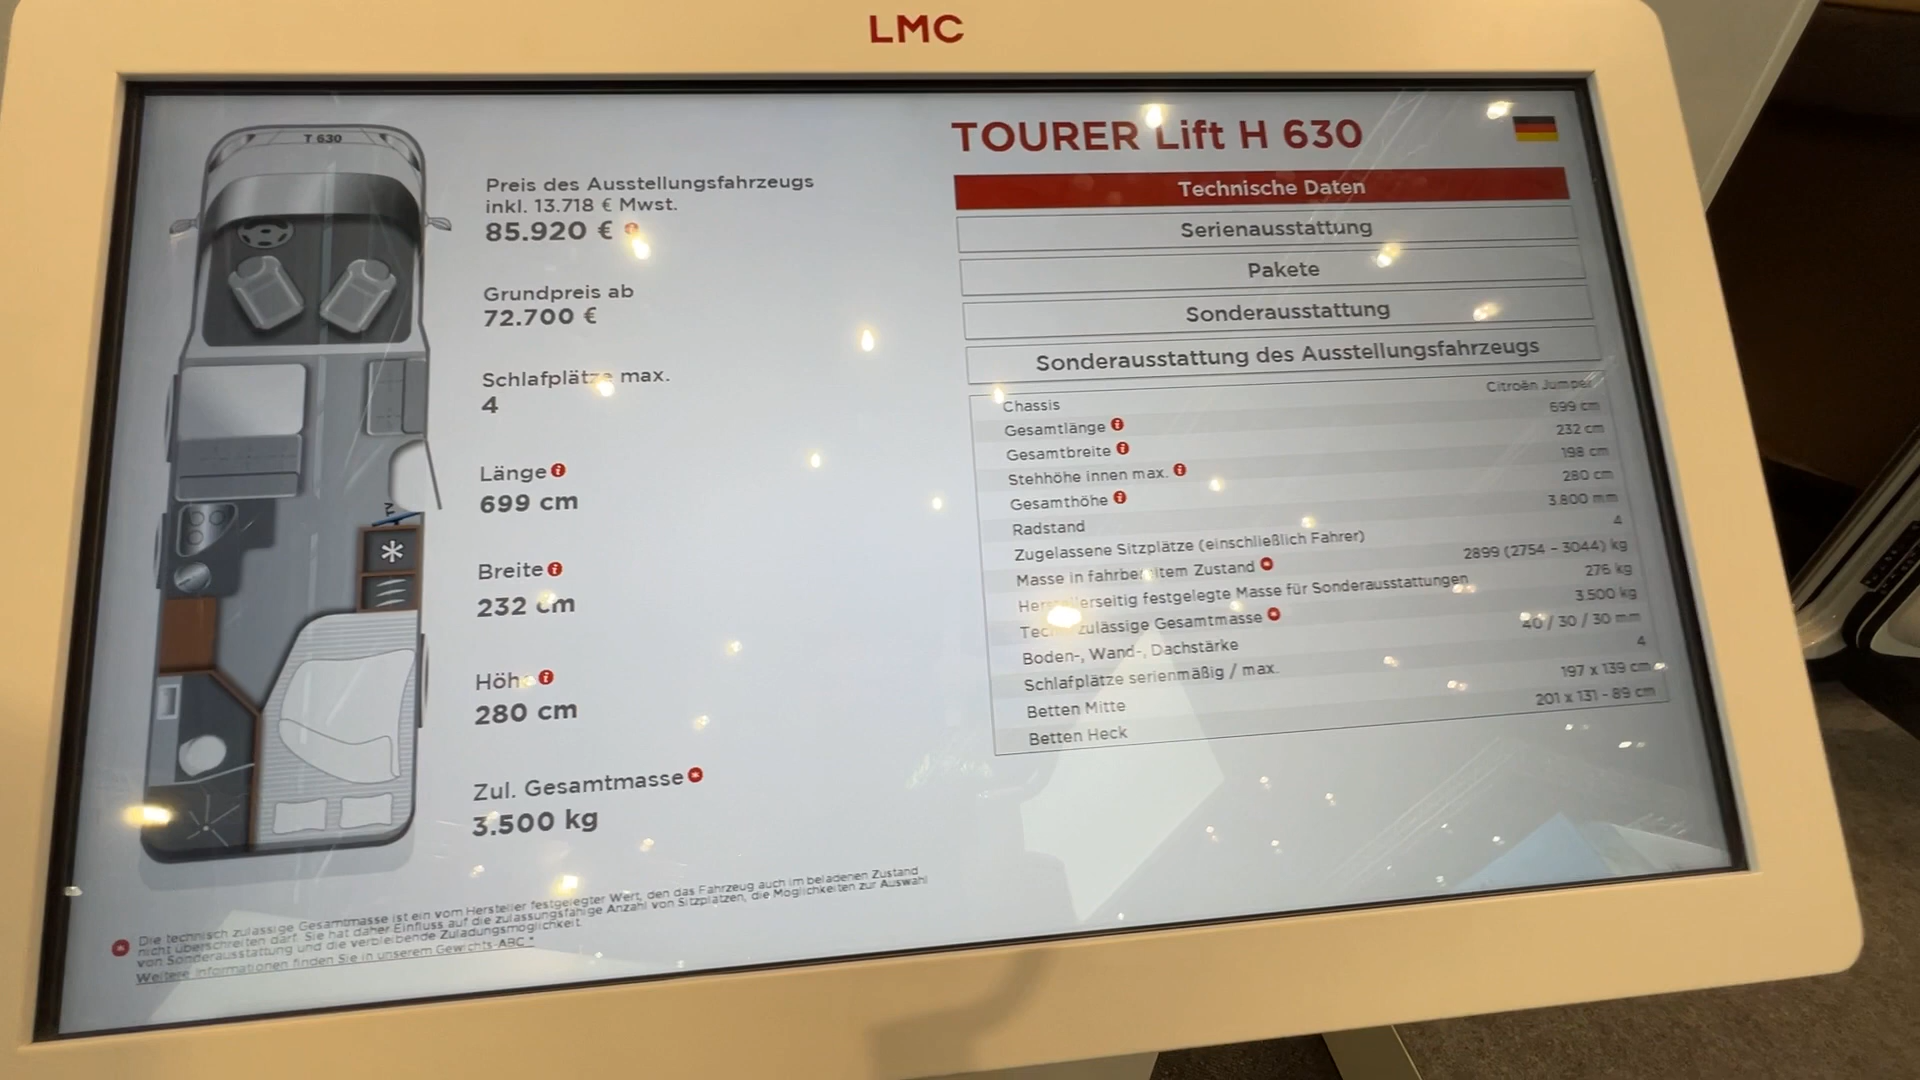 LMC
T 630
TV
Preis des Ausstellungsfahrzeugs
inkl. 13.718 € Mwst.
85.920 €
Grundpreis ab
72.700 €
Schlafplätze max.
4
Länge
699 cm
Breite
232 cm
Höhe
280 cm
Zul. Gesamtmasse
3.500 kg
Die technisch zulässige Gesamtmasse ist ein vom Hersteller festgelegter Wert, den das Fahrzeug auch im beladenen Zustand
nicht überschreiten darf. Sie hat daher Einfluss auf die zulassungsfähige Anzahl von Sitzplätzen, die Möglichkeiten zur Auswahl
von Sonderausstattung und die verbleibende Zuladungsmöglichkeit.
Weitere Informationen finden Sie in unserem Gewichts-ABC.*
TOURER Lift H 630
Technische Daten
Serienausstattung
Pakete
Sonderausstattung
Sonderausstattung des Ausstellungsfahrzeugs
Chassis Citroën Jumper
Gesamtlänge 699 cm
Gesamtbreite 232 cm
Stehhöhe innen max. 198 cm
Gesamthöhe 280 cm
Radstand 3.800 mm
Zugelassene Sitzplätze (einschließlich Fahrer) 4
Masse in fahrbereitem Zustand 2899 (2754 - 3044) kg
Herstellerseitig festgelegte Masse für Sonderausstattungen 276 kg
Techn. zulässige Gesamtmasse 3.500 kg
Boden-, Wand-, Dachstärke 40 / 30 / 30 mm
Schlafplätze serienmäßig / max. 4
Betten Mitte 197 x 139 cm
Betten Heck 201 x 131 - 89 cm